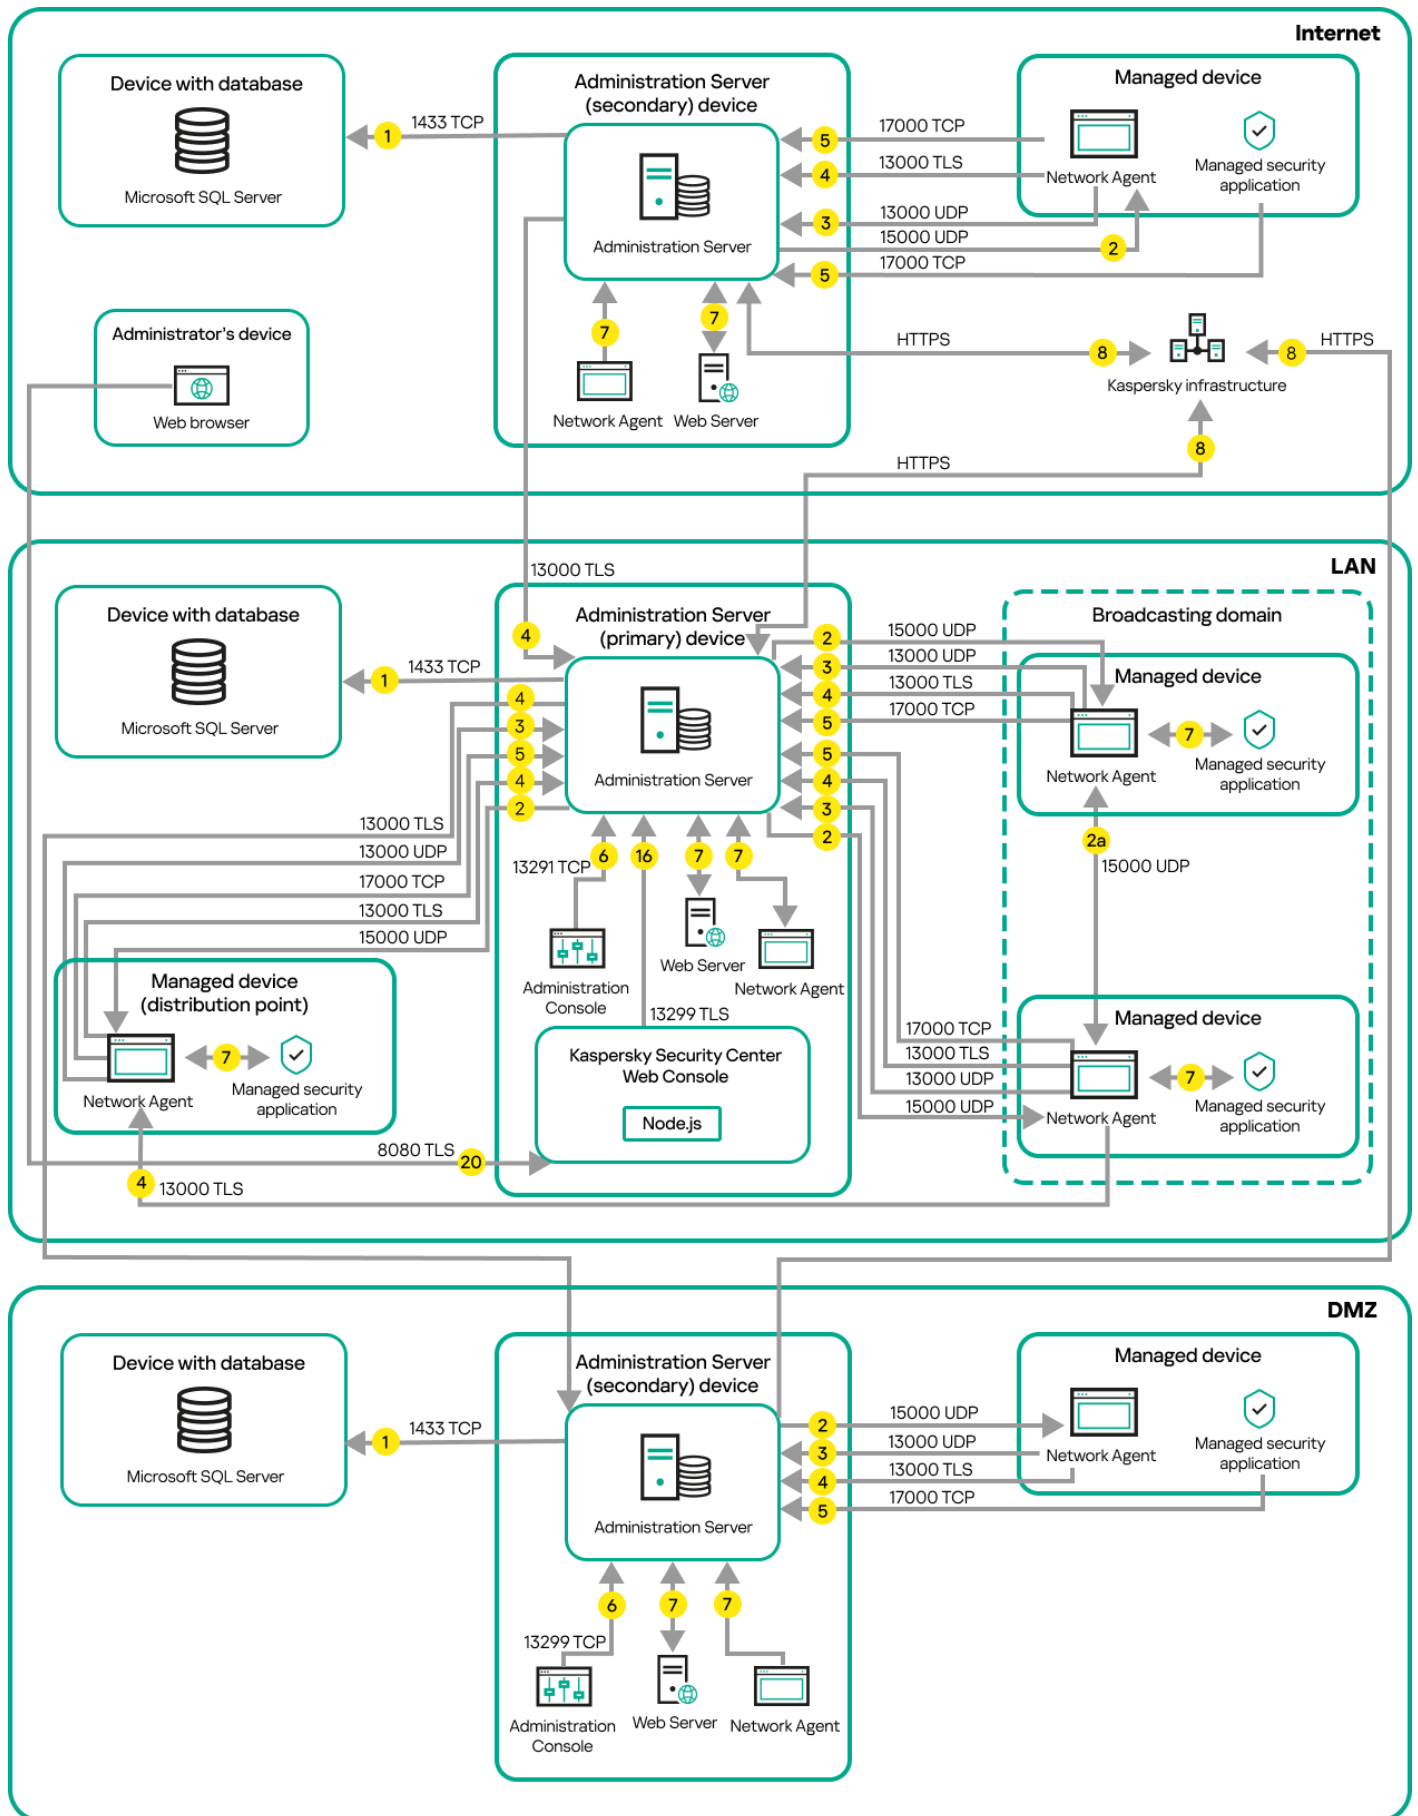 Internet
Device with database
Microsoft SQL Server
1
1433 TCP
Administration Server
(secondary) device
Administration Server
7
7
Network Agent
Web Server
5
17000 TCP
4
13000 TLS
3
13000 UDP
15000 UDP
2
5
17000 TCP
Managed device
Network Agent
Managed security
application
Administrator's device
Web browser
HTTPS
8
Kaspersky infrastructure
8
HTTPS
8
HTTPS
LAN
13000 TLS
4
Device with database
Microsoft SQL Server
1
1433 TCP
Administration Server
(primary) device
Administration Server
4
3
5
4
2
13000 TLS
13000 UDP
17000 TCP
13000 TLS
15000 UDP
2
15000 UDP
3
13000 UDP
4
13000 TLS
5
17000 TCP
5
4
3
2
Broadcasting domain
Managed device
Network Agent
7
Managed security
application
2a
15000 UDP
13291 TCP
6
16
7
7
Administration
Console
Web Server
Network Agent
13299 TLS
Kaspersky Security Center
Web Console
Node.js
Managed device
(distribution point)
Network Agent
7
Managed security
application
17000 TCP
13000 TLS
13000 UDP
15000 UDP
Managed device
Network Agent
7
Managed security
application
8080 TLS
20
4
13000 TLS
DMZ
Device with database
Microsoft SQL Server
1
1433 TCP
Administration Server
(secondary) device
Administration Server
2
15000 UDP
3
13000 UDP
4
13000 TLS
5
17000 TCP
Managed device
Network Agent
Managed security
application
6
7
7
13299 TCP
Administration
Console
Web Server
Network Agent